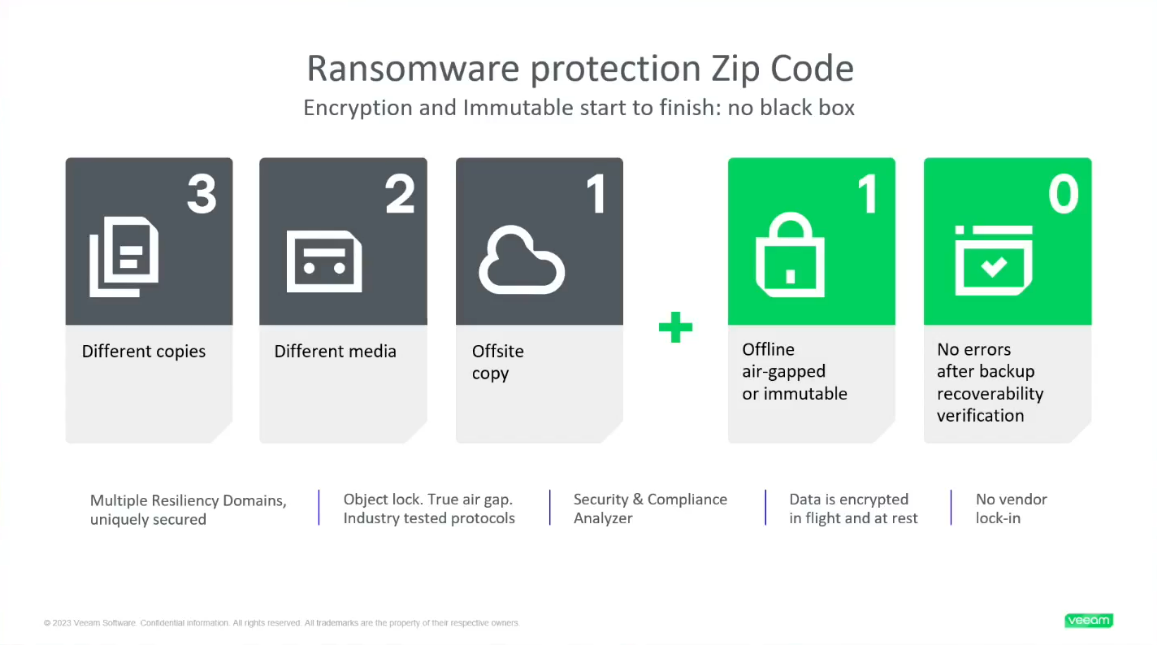 Ransomware protection Zip Code
Encryption and Immutable start to finish: no black box
3
Different copies
2
Different media
1
Offsite
copy
+
1
Offline
air-gapped
or immutable
0
No errors
after backup
recoverability
verification
Multiple Resiliency Domains,
uniquely secured
Object lock. True air gap.
Industry tested protocols
Security & Compliance
Analyzer
Data is encrypted
in flight and at rest
No vendor
lock-in
© 2023 Veeam Software. Confidential information. All rights reserved. All trademarks are the property of their respective owners.
veeam